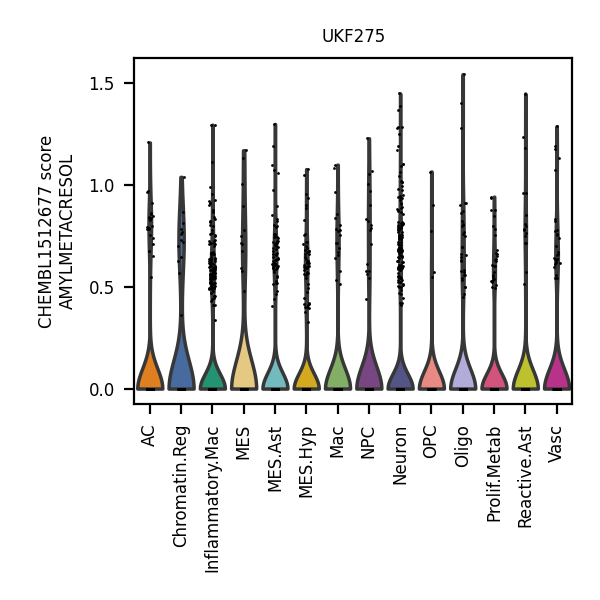 UKF275
CHEMBL1512677 score
AMYLMETACRESOL
1.5
1.0
0.5
0.0
AC
Chromatin.Reg
Inflammatory.Mac
MES
MES.Ast
MES.Hyp
Mac
NPC
Neuron
OPC
Oligo
Prolif.Metab
Reactive.Ast
Vasc